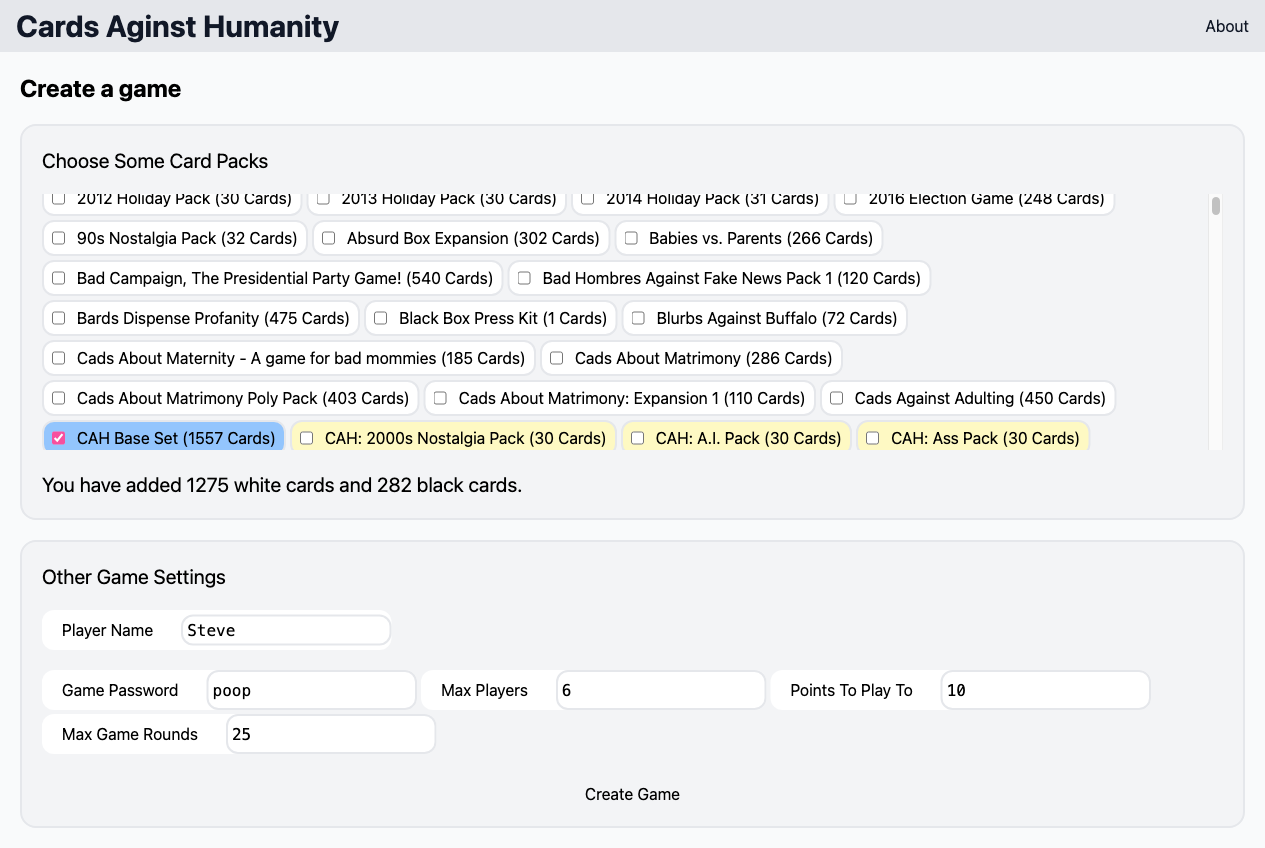 Cards Aginst Humanity
About
Create a game
Choose Some Card Packs
2012 Holiday Pack (30 Cards) 2013 Holiday Pack (30 Cards) 2014 Holiday Pack (31 Cards) 2016 Election Game (248 Cards)
90s Nostalgia Pack (32 Cards) Absurd Box Expansion (302 Cards) Babies vs. Parents (266 Cards)
Bad Campaign, The Presidential Party Game! (540 Cards) Bad Hombres Against Fake News Pack 1 (120 Cards)
Bards Dispense Profanity (475 Cards) Black Box Press Kit (1 Cards) Blurbs Against Buffalo (72 Cards)
Cads About Maternity - A game for bad mommies (185 Cards) Cads About Matrimony (286 Cards)
Cads About Matrimony Poly Pack (403 Cards) Cads About Matrimony: Expansion 1 (110 Cards) Cads Against Adulting (450 Cards)
CAH Base Set (1557 Cards) CAH: 2000s Nostalgia Pack (30 Cards) CAH: A.I. Pack (30 Cards) CAH: Ass Pack (30 Cards)
You have added 1275 white cards and 282 black cards.
Other Game Settings
Player Name Steve
Game Password poop Max Players 6 Points To Play To 10
Max Game Rounds 25
Create Game